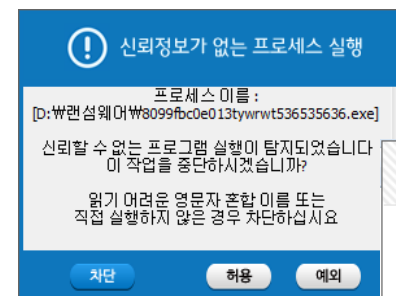 신뢰정보가 없는 프로세스 실행
프로세스 이름 :
[D:₩랜섬웨어₩8099fbc0e013tywrwt536535636.exe]
신뢰할 수 없는 프로그램 실행이 탐지되었습니다
이 작업을 중단하시겠습니까?
읽기 어려운 영문자 혼합 이름 또는
직접 실행하지 않은 경우 차단하십시요
차단 허용 예외